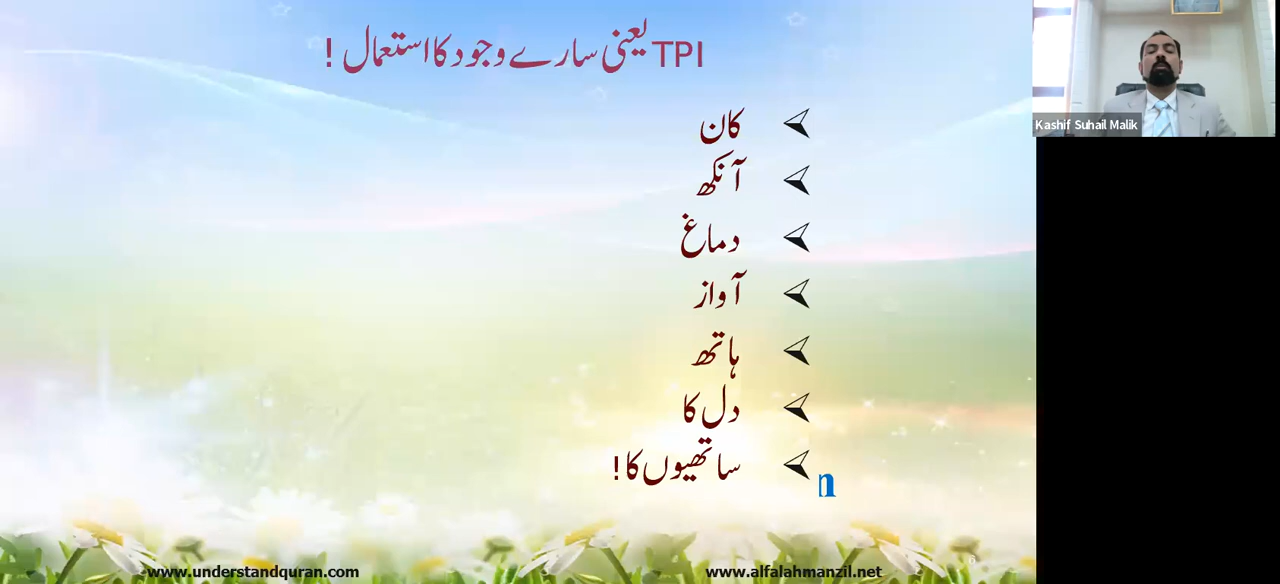 TPI یعنی سارے وجود کا استعمال !
کان
آنکھ
دماغ
آواز
ہاتھ
دل کا
ساتھیوں کا !
n
www.understandquran.com
www.alfalahmanzil.net
6
Kashif Suhail Malik